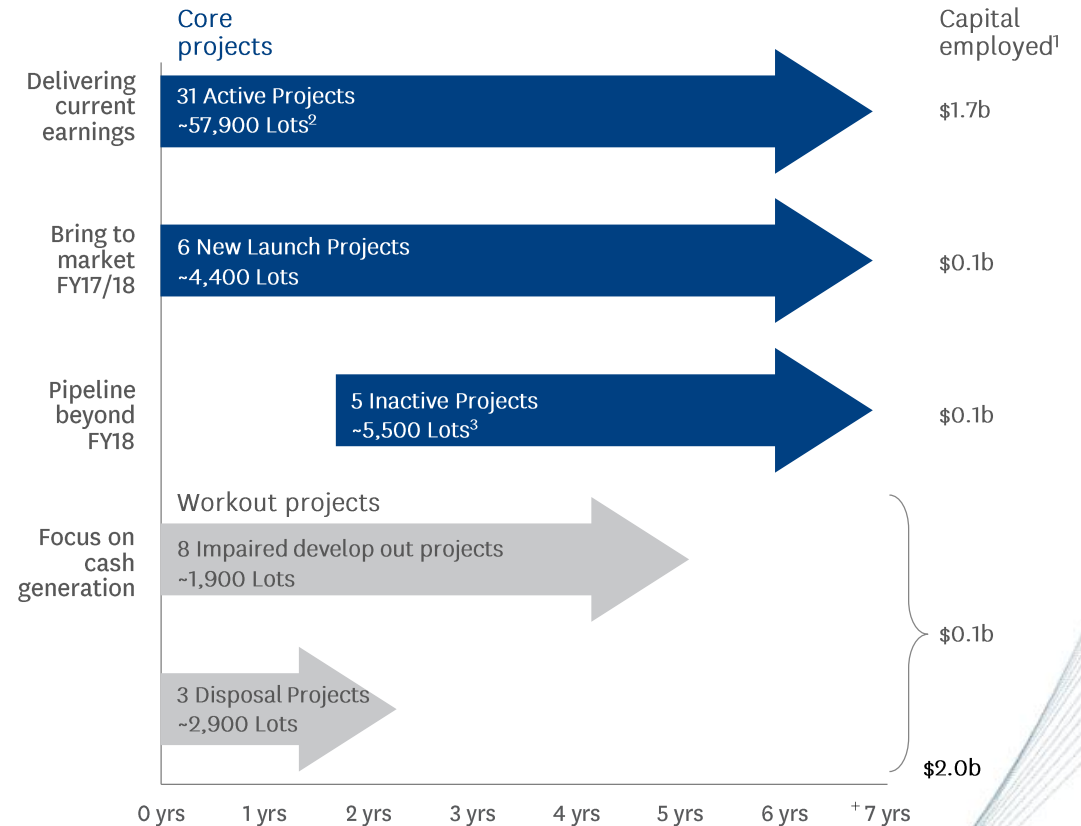 Core
projects
Capital
employed¹
Delivering
current
earnings
31 Active Projects
~57,900 Lots²
$1.7b
Bring to
market
FY17/18
6 New Launch Projects
~4,400 Lots
$0.1b
Pipeline
beyond
FY18
5 Inactive Projects
~5,500 Lots³
$0.1b
Workout projects
Focus on
cash
generation
8 Impaired develop out projects
~1,900 Lots
$0.1b
3 Disposal Projects
~2,900 Lots
$2.0b
0 yrs 1 yrs 2 yrs 3 yrs 4 yrs 5 yrs 6 yrs ⁺7 yrs